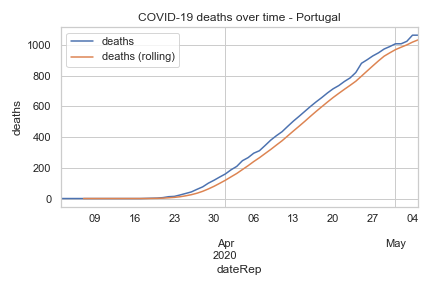 COVID-19 deaths over time - Portugal
deaths
deaths (rolling)
1000
800
600
400
200
0
deaths
09 16 23 30 06 13 20 27 04
Apr May
2020
dateRep